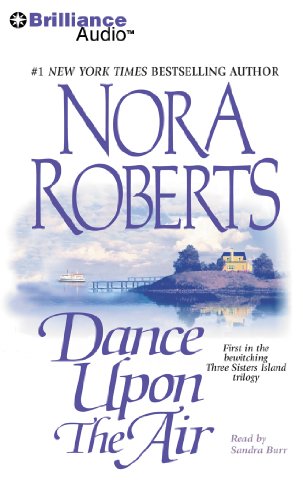 Brilliance
Audio™
#1 NEW YORK TIMES BESTSELLING AUTHOR
NORA
ROBERTS
Dance
Upon
The Air
First in the
bewitching
Three Sisters Island
trilogy
Read by
Sandra Burr